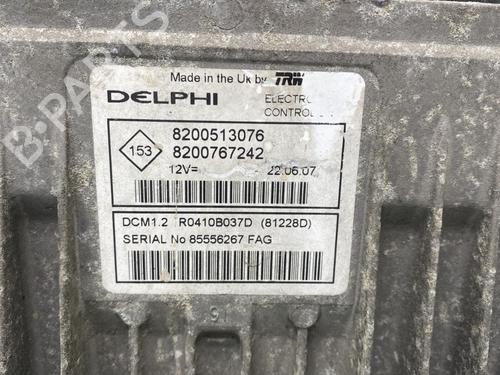 B-PARTS
Made in the Uk by TRW
DELPHI
CONTROL
8200513076
153
8200767242
12V=
22.06.07
DCM1.2 R0410B037D (81228D)
SERIAL No 85556267 FAG